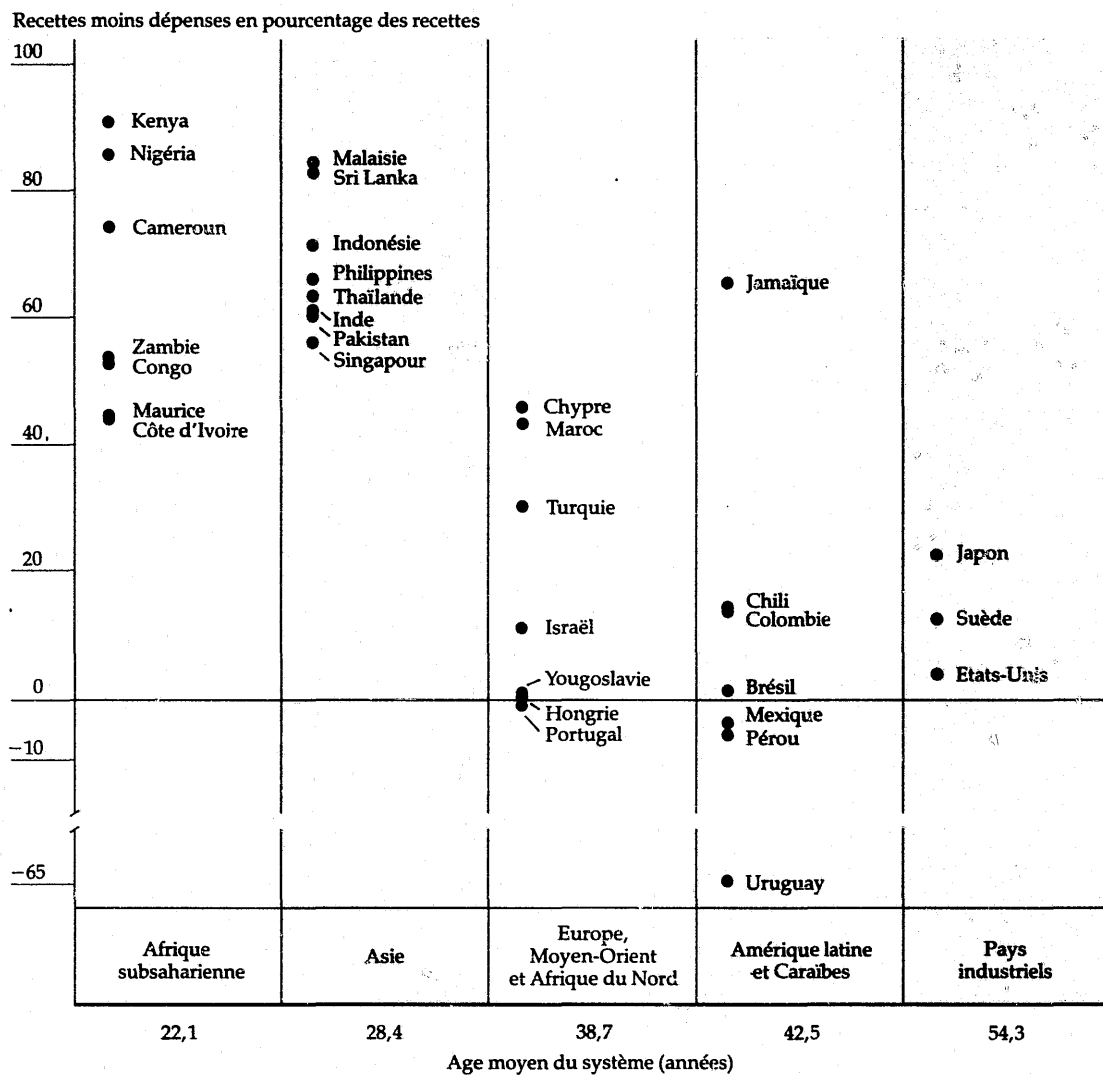 Recettes moins dépenses en pourcentage des recettes
100
80
60
40
20
0
−10
−65
Kenya
Nigéria
Cameroun
Zambie
Congo
Maurice
Côte d'Ivoire
Malaisie
Sri Lanka
Indonésie
Philippines
Thaïlande
Inde
Pakistan
Singapour
Chypre
Maroc
Turquie
Israël
Yougoslavie
Hongrie
Portugal
Jamaïque
Chili
Colombie
Brésil
Mexique
Pérou
Uruguay
Japon
Suède
Etats-Unis
Afrique
subsaharienne
Asie
Europe,
Moyen-Orient
et Afrique du Nord
Amérique latine
et Caraïbes
Pays
industriels
22,1
28,4
38,7
42,5
54,3
Age moyen du système (années)